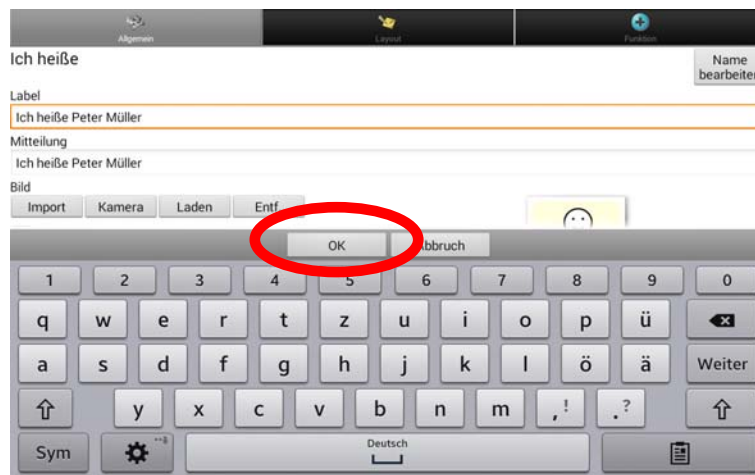 Allgemein
Layout
Funktion
Ich heiße
Name
bearbeiten
Label
Ich heiße Peter Müller
Mitteilung
Ich heiße Peter Müller
Bild
Import Kamera Laden Entf.
OK Abbruch
1 2 3 4 5 6 7 8 9 0
q w e r t z u i o p ü
a s d f g h j k l ö ä Weiter
y x c v b n m , ! . ?
Sym Deutsch